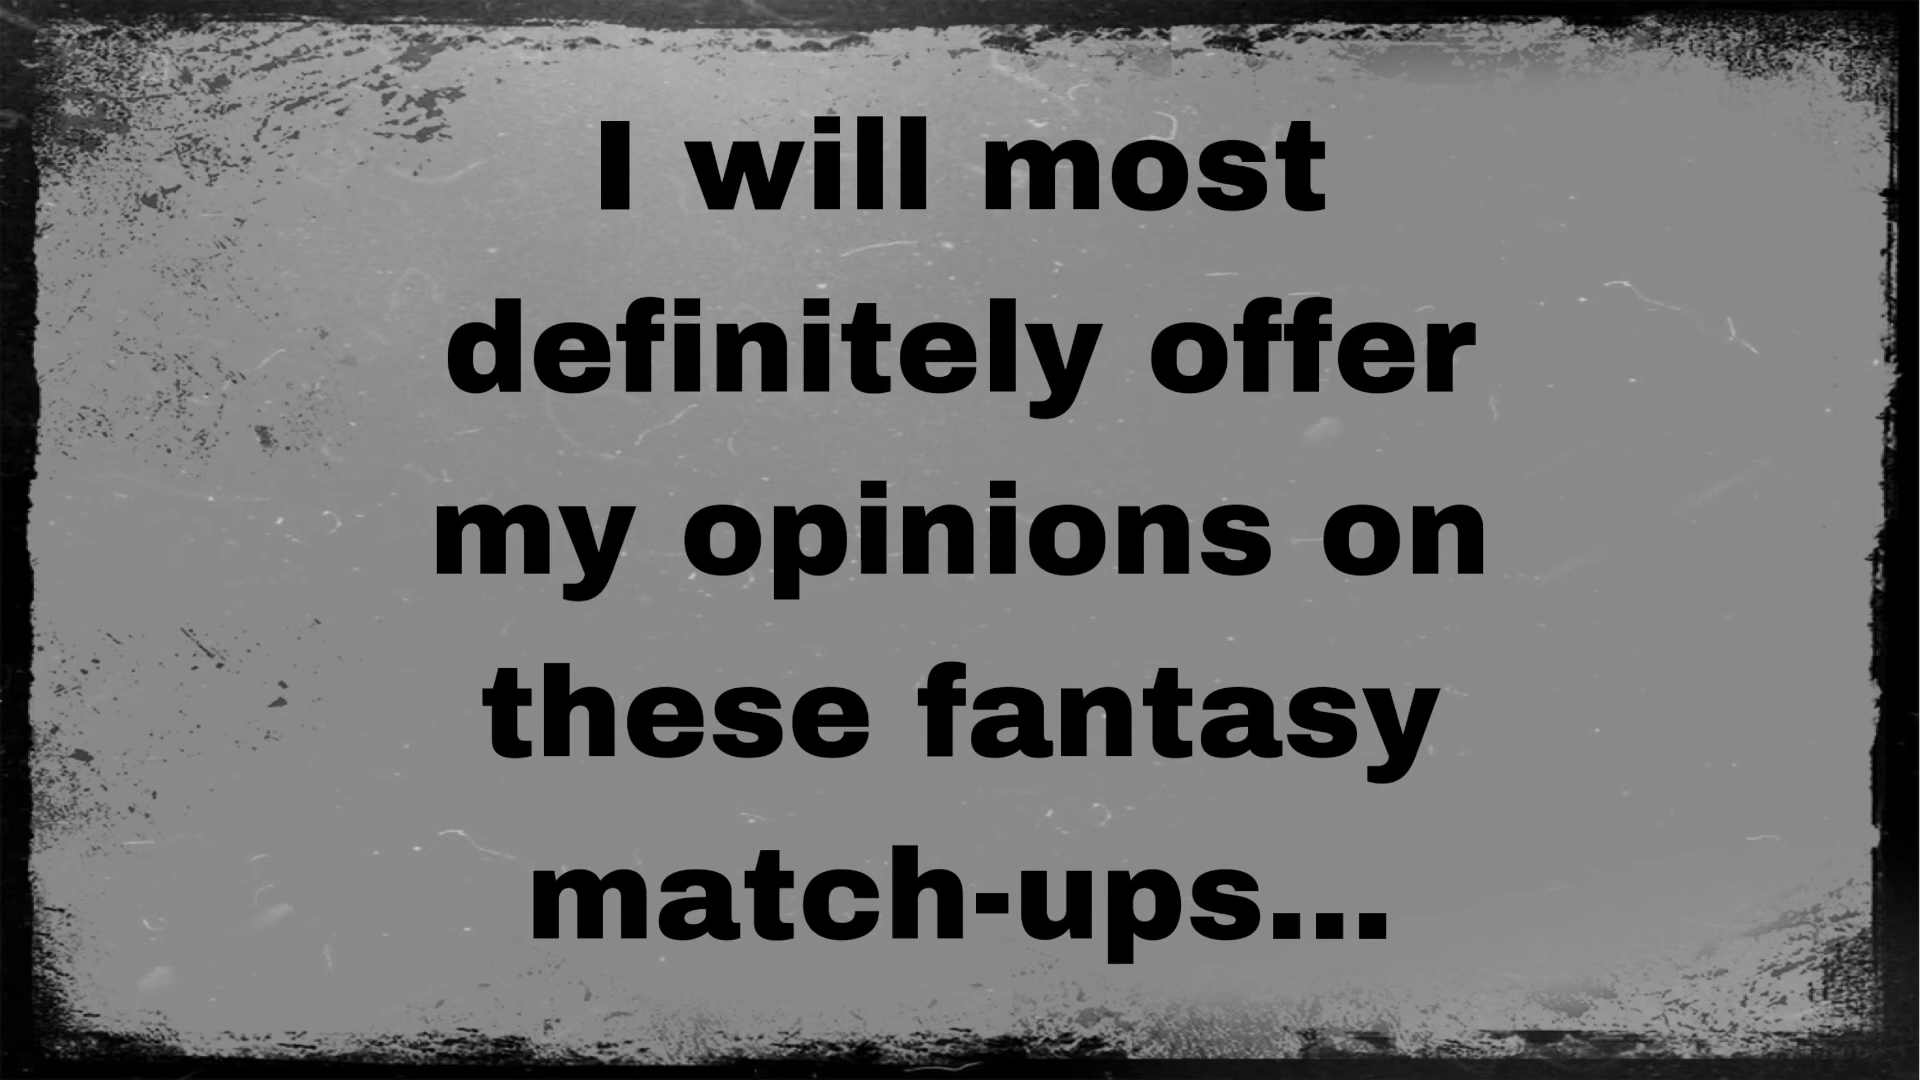 I will most
definitely offer
my opinions on
these fantasy
match-ups...